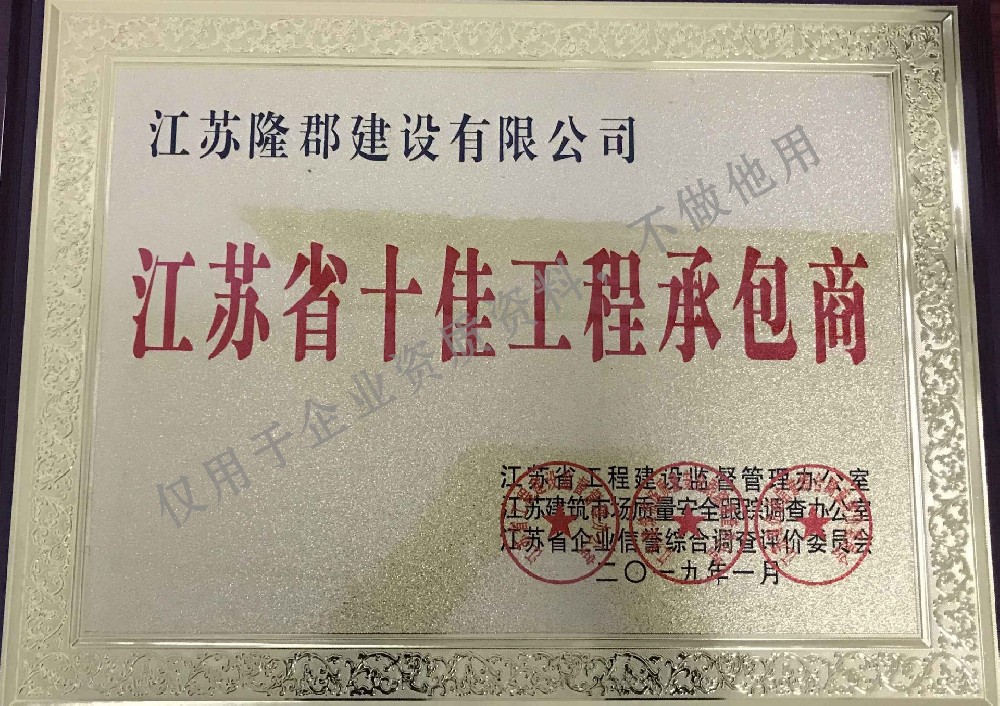 江苏隆郡建设有限公司
江苏省十佳工程承包商
江苏省工程建设监督管理办公室
江苏建筑市场质量安全跟踪调查办公室
江苏省企业信誉综合调查评价委员会
二〇一九年一月
仅用于企业资质资料，不做他用